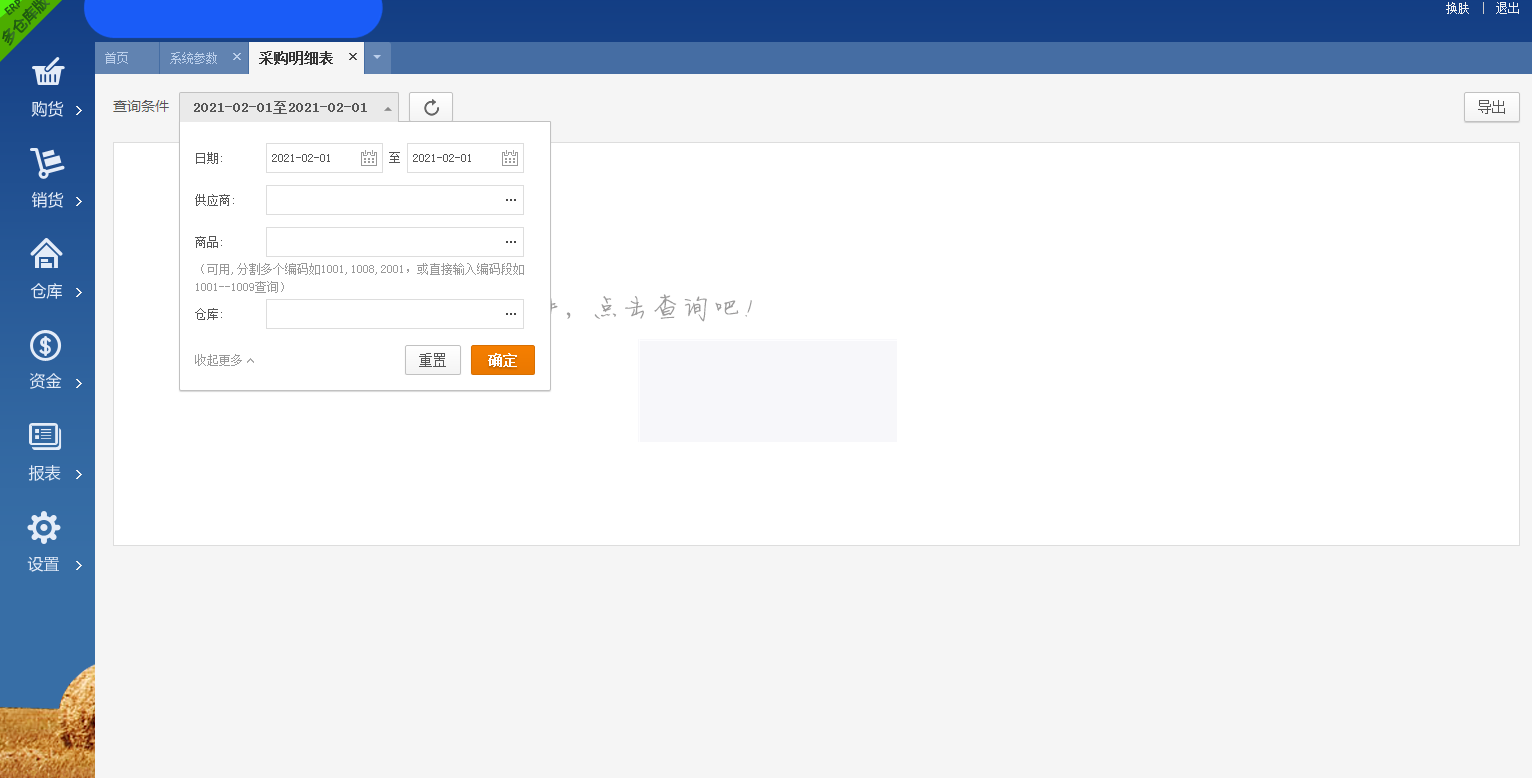 ERP
多仓库版
换肤 | 退出
首页 系统参数 × 采购明细表 ×
购货
销货
仓库
资金
报表
设置
查询条件 2021-02-01至2021-02-01 导出
日期: 2021-02-01 至 2021-02-01
供应商: ...
商品: ...
（可用,分割多个编码如1001,1008,2001，或直接输入编码段如
1001--1009查询）
仓库: ...
收起更多 重置 确定
，点击查询吧！